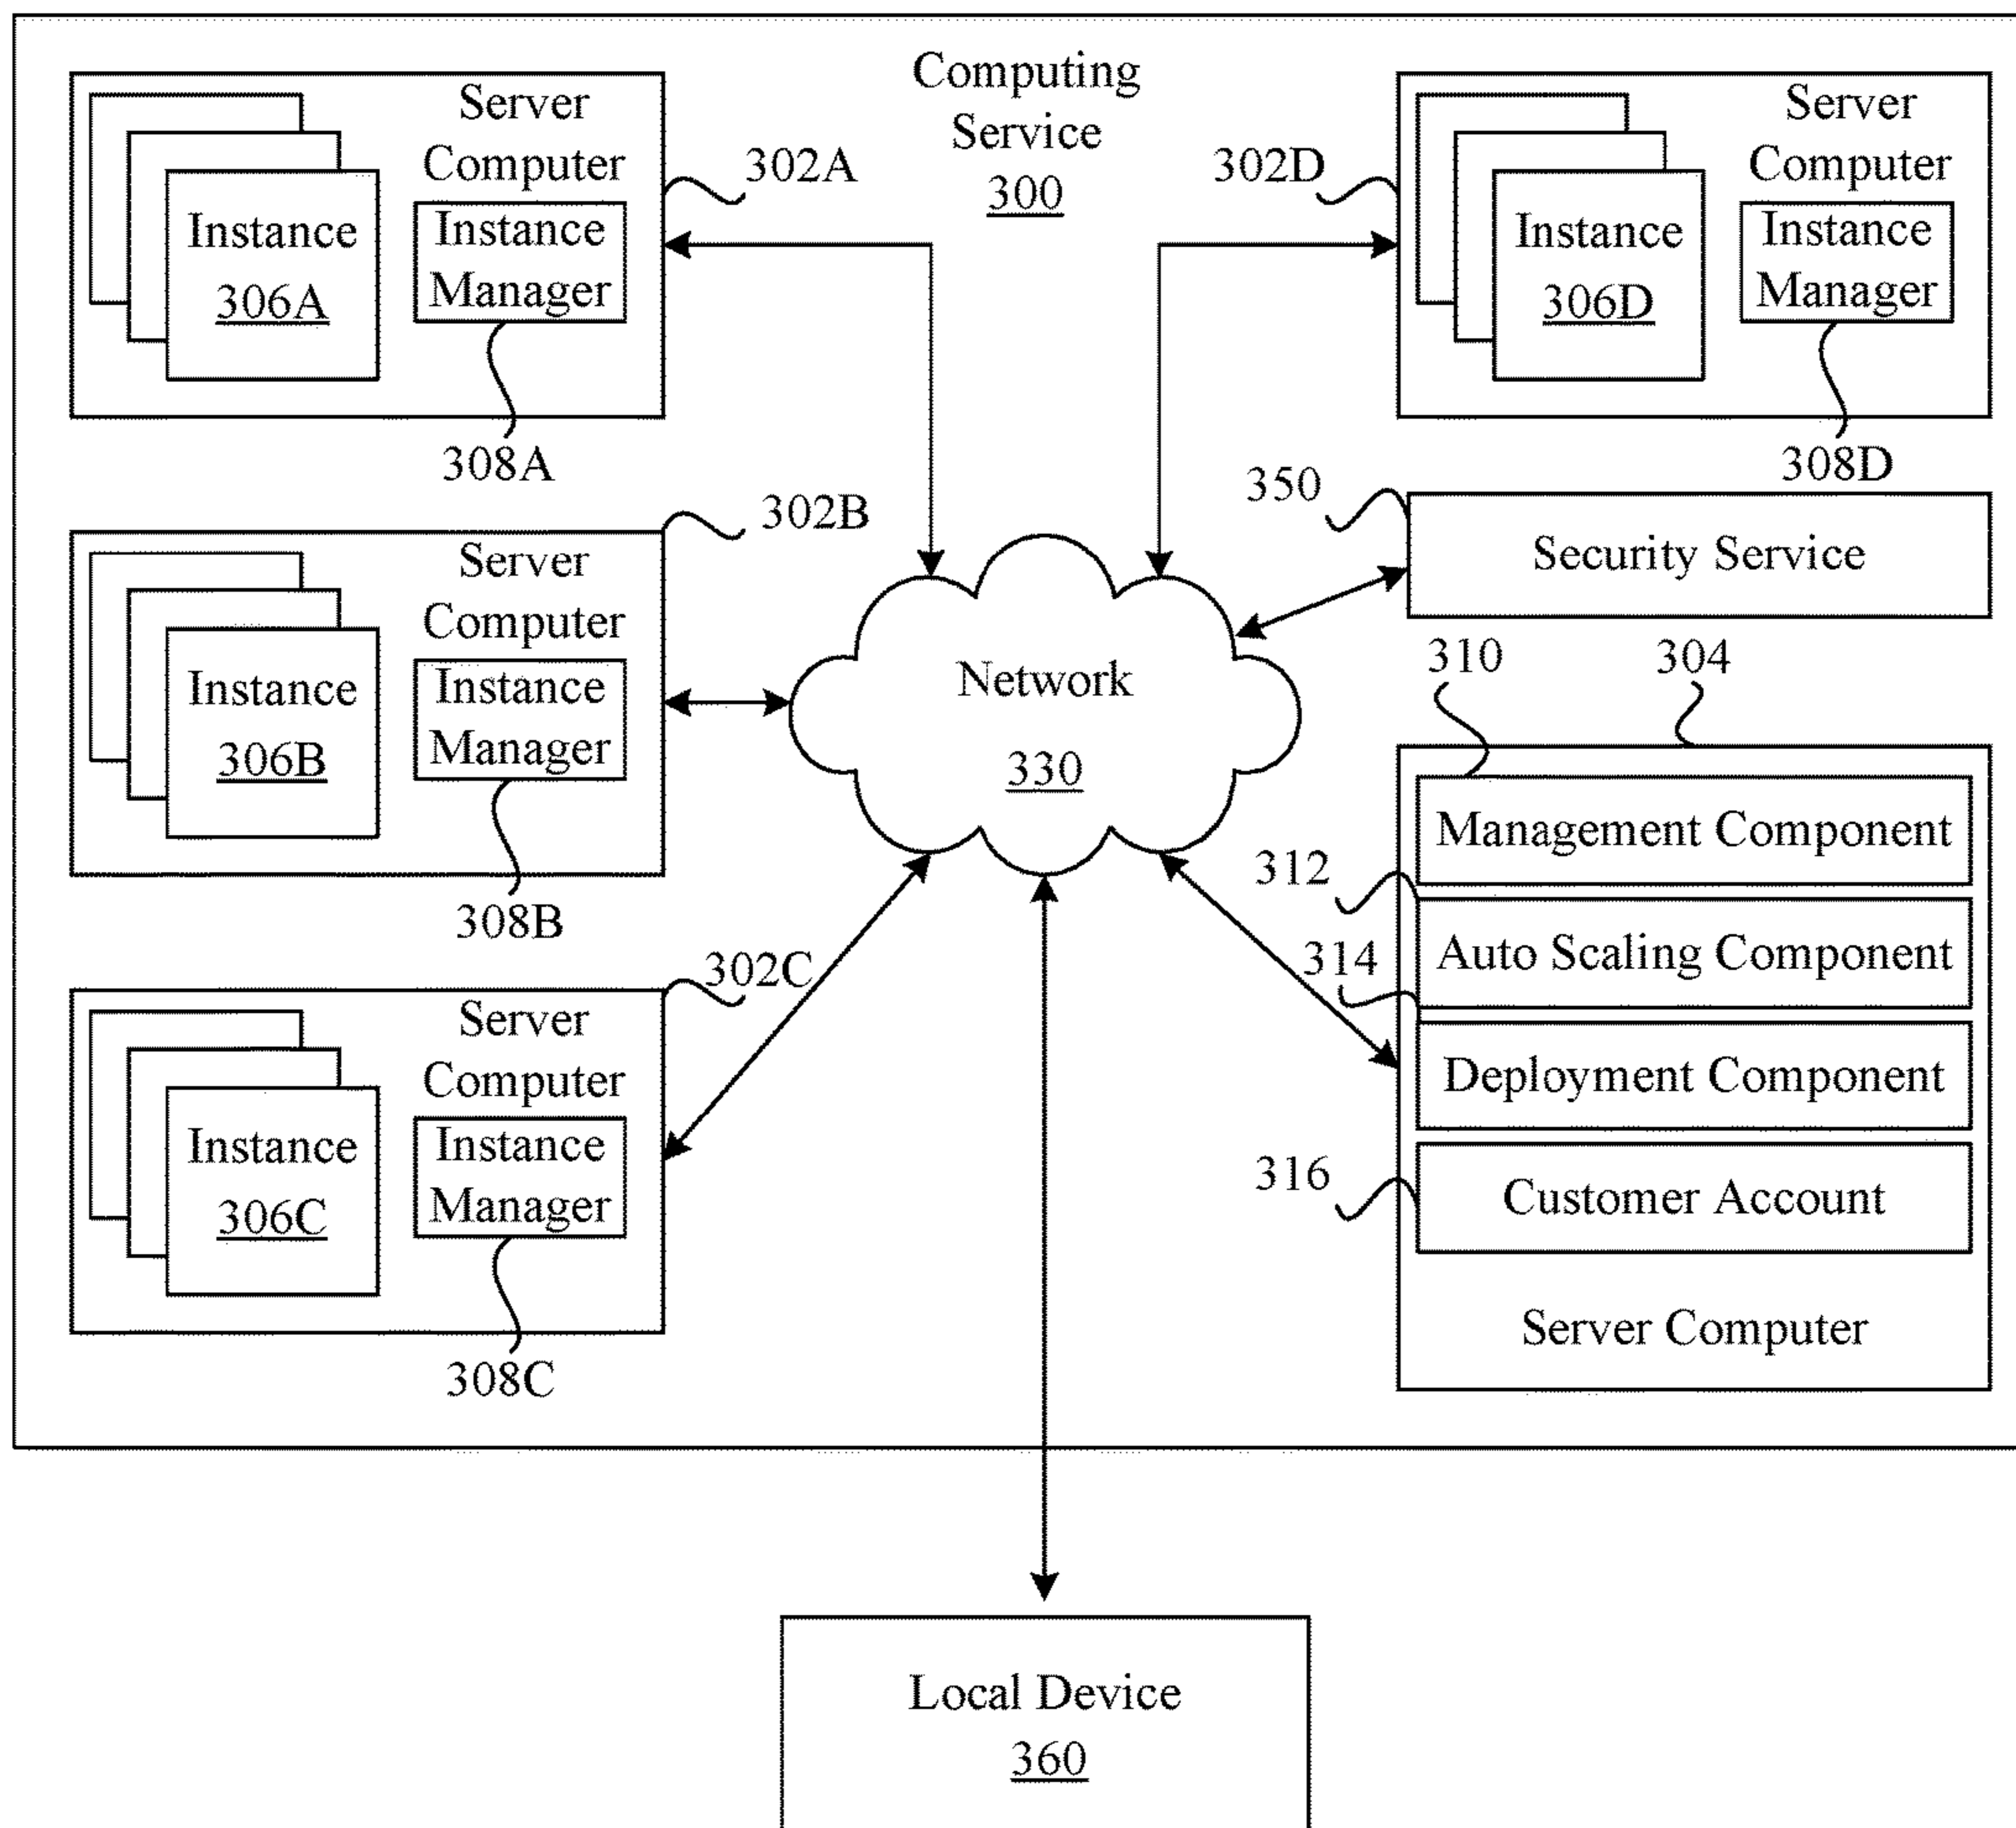 Computing
Service
300
Server
Computer
302A
Instance
306A
Instance
Manager
308A
302D
Server
Computer
Instance
306D
Instance
Manager
308D
302B
Server
Computer
Instance
306B
Instance
Manager
308B
350
Security Service
Network
330
310
304
Management Component
312
Auto Scaling Component
314
Deployment Component
316
Customer Account
Server Computer
302C
Server
Computer
Instance
306C
Instance
Manager
308C
Local Device
360